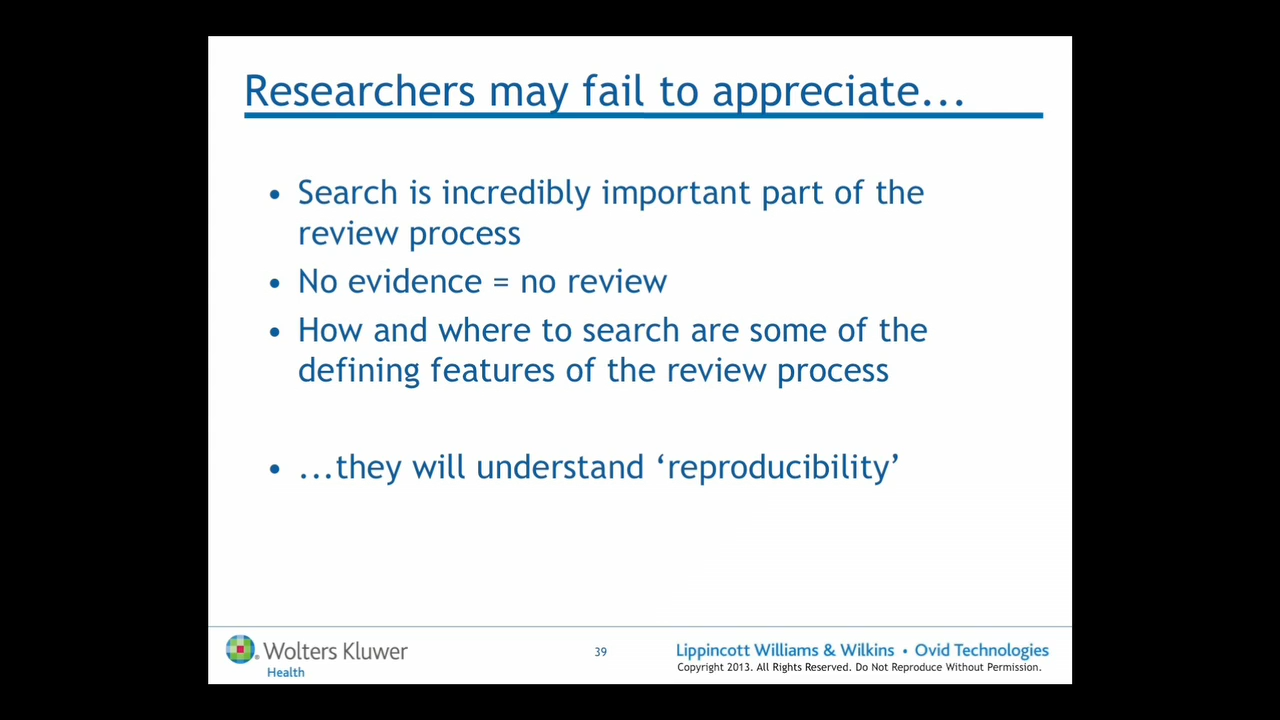 Researchers may fail to appreciate...
• Search is incredibly important part of the
review process
• No evidence = no review
• How and where to search are some of the
defining features of the review process
• ...they will understand ‘reproducibility’
Wolters Kluwer
Health
39
Lippincott Williams & Wilkins • Ovid Technologies
Copyright 2013. All Rights Reserved. Do Not Reproduce Without Permission.